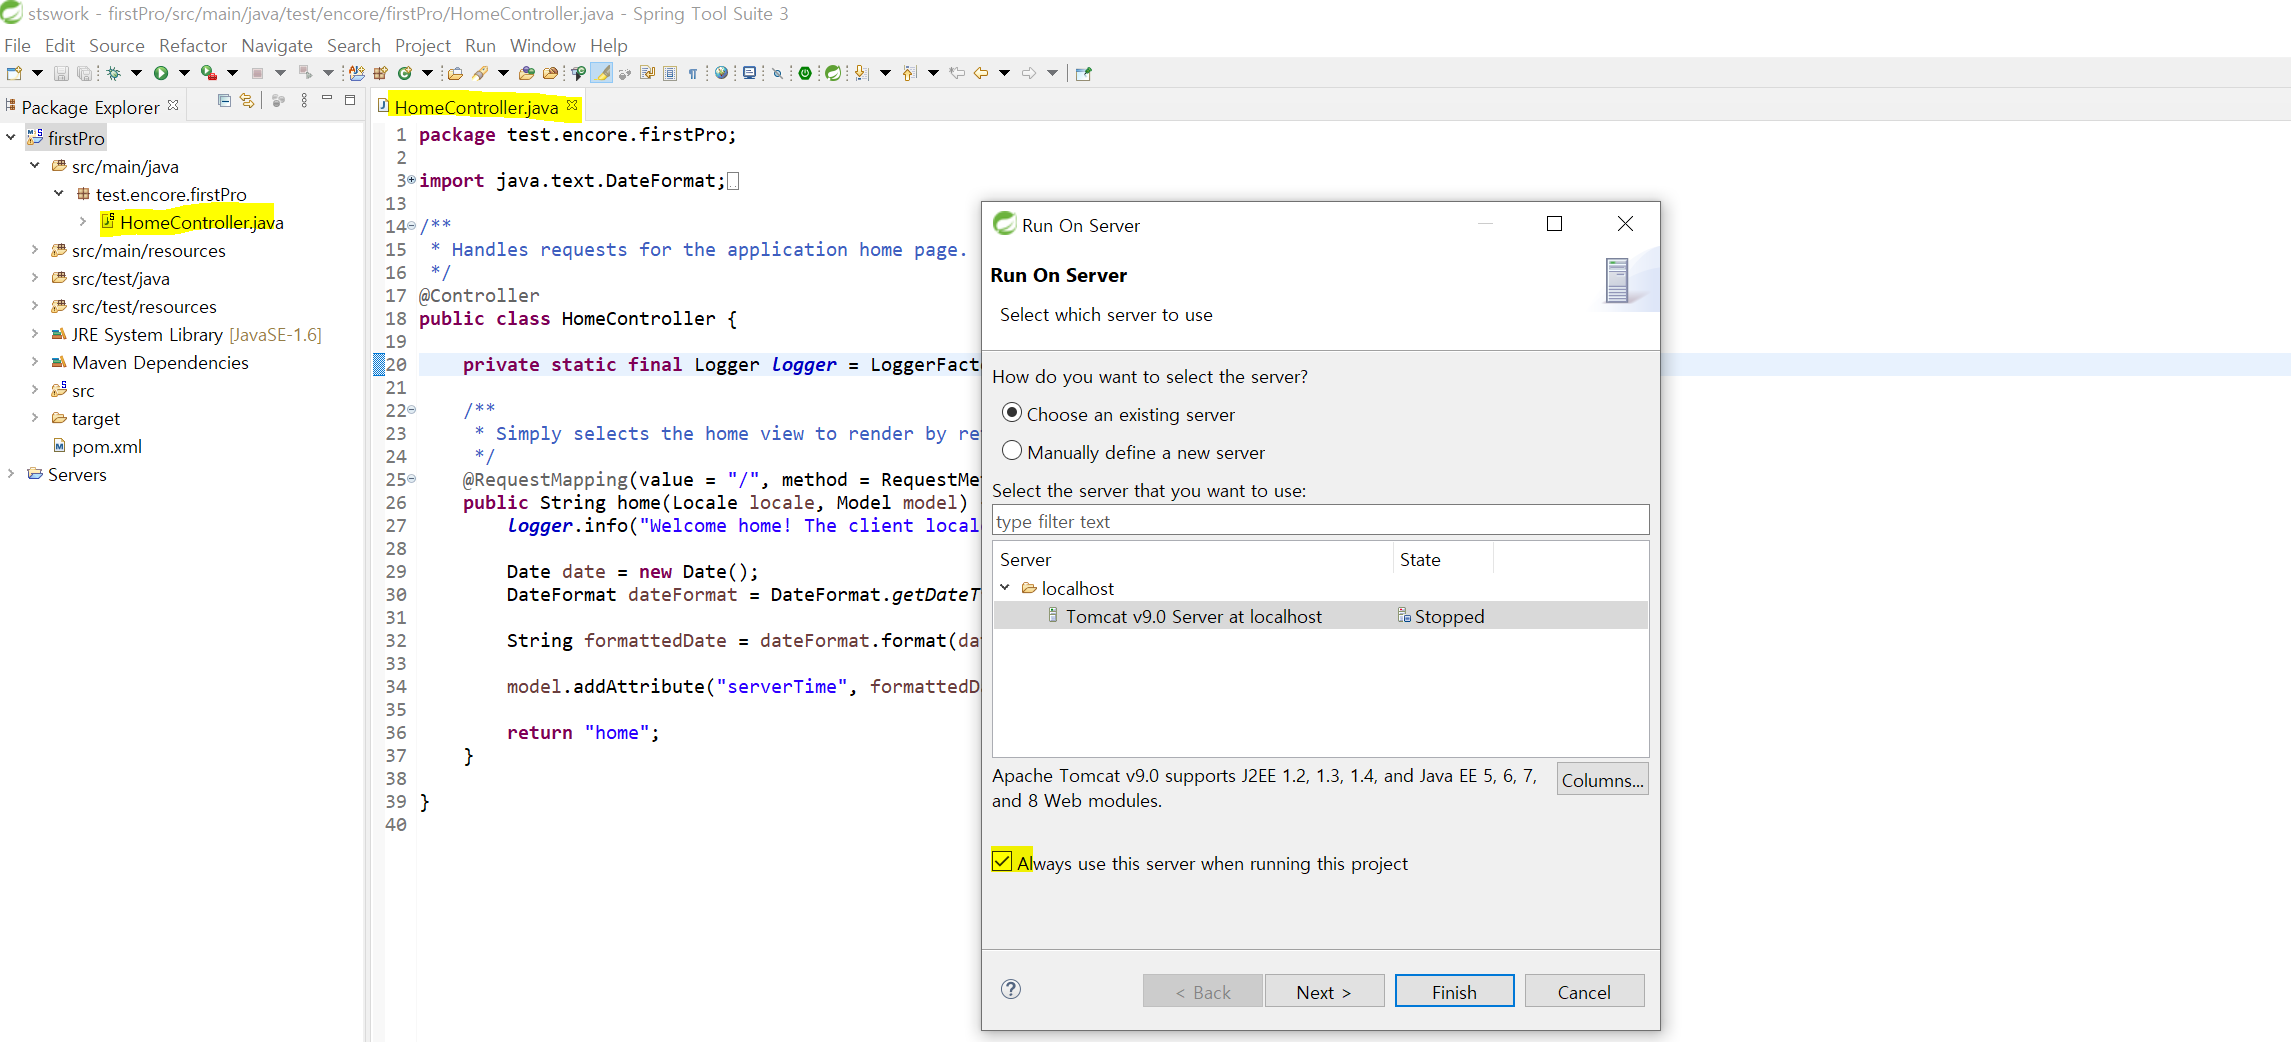 stswork - firstPro/src/main/java/test/encore/firstPro/HomeController.java - Spring Tool Suite 3
File Edit Source Refactor Navigate Search Project Run Window Help
Package Explorer
firstPro
src/main/java
test.encore.firstPro
HomeController.java
src/main/resources
src/test/java
src/test/resources
JRE System Library [JavaSE-1.6]
Maven Dependencies
src
target
pom.xml
Servers
HomeController.java
1 package test.encore.firstPro;
2
3 import java.text.DateFormat;
13
14 /**
15 * Handles requests for the application home page.
16 */
17 @Controller
18 public class HomeController {
19
20 private static final Logger logger = LoggerFact
21
22 /**
23 * Simply selects the home view to render by re
24 */
25 @RequestMapping(value = "/", method = RequestMe
26 public String home(Locale locale, Model model)
27 logger.info("Welcome home! The client local
28
29 Date date = new Date();
30 DateFormat dateFormat = DateFormat.getDateT
31
32 String formattedDate = dateFormat.format(da
33
34 model.addAttribute("serverTime", formattedD
35
36 return "home";
37 }
38
39 }
40
Run On Server
Run On Server
Select which server to use
How do you want to select the server?
Choose an existing server
Manually define a new server
Select the server that you want to use:
type filter text
Server State
localhost
Tomcat v9.0 Server at localhost Stopped
Apache Tomcat v9.0 supports J2EE 1.2, 1.3, 1.4, and Java EE 5, 6, 7,
and 8 Web modules.
Columns...
Always use this server when running this project
< Back Next > Finish Cancel